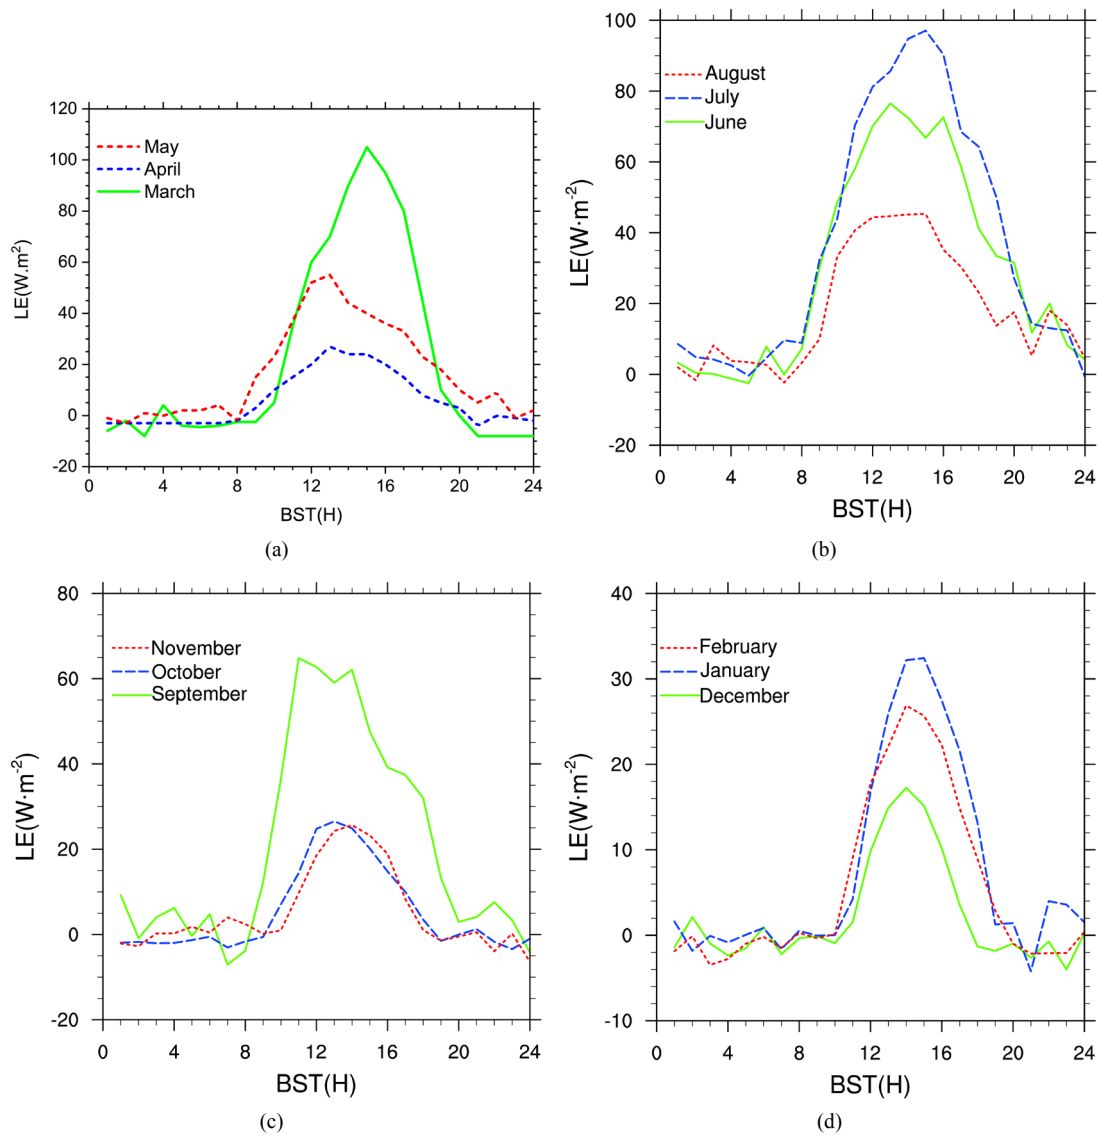 120
100
80
60
40
20
0
-20
May
April
March
LE(W.m²)
0 4 8 12 16 20 24
BST(H)
(a)
100
80
60
40
20
0
-20
August
July
June
LE(W·m⁻²)
0 4 8 12 16 20 24
BST(H)
(b)
80
60
40
20
0
-20
November
October
September
LE(W·m⁻²)
0 4 8 12 16 20 24
BST(H)
(c)
40
30
20
10
0
-10
February
January
December
LE(W·m⁻²)
0 4 8 12 16 20 24
BST(H)
(d)